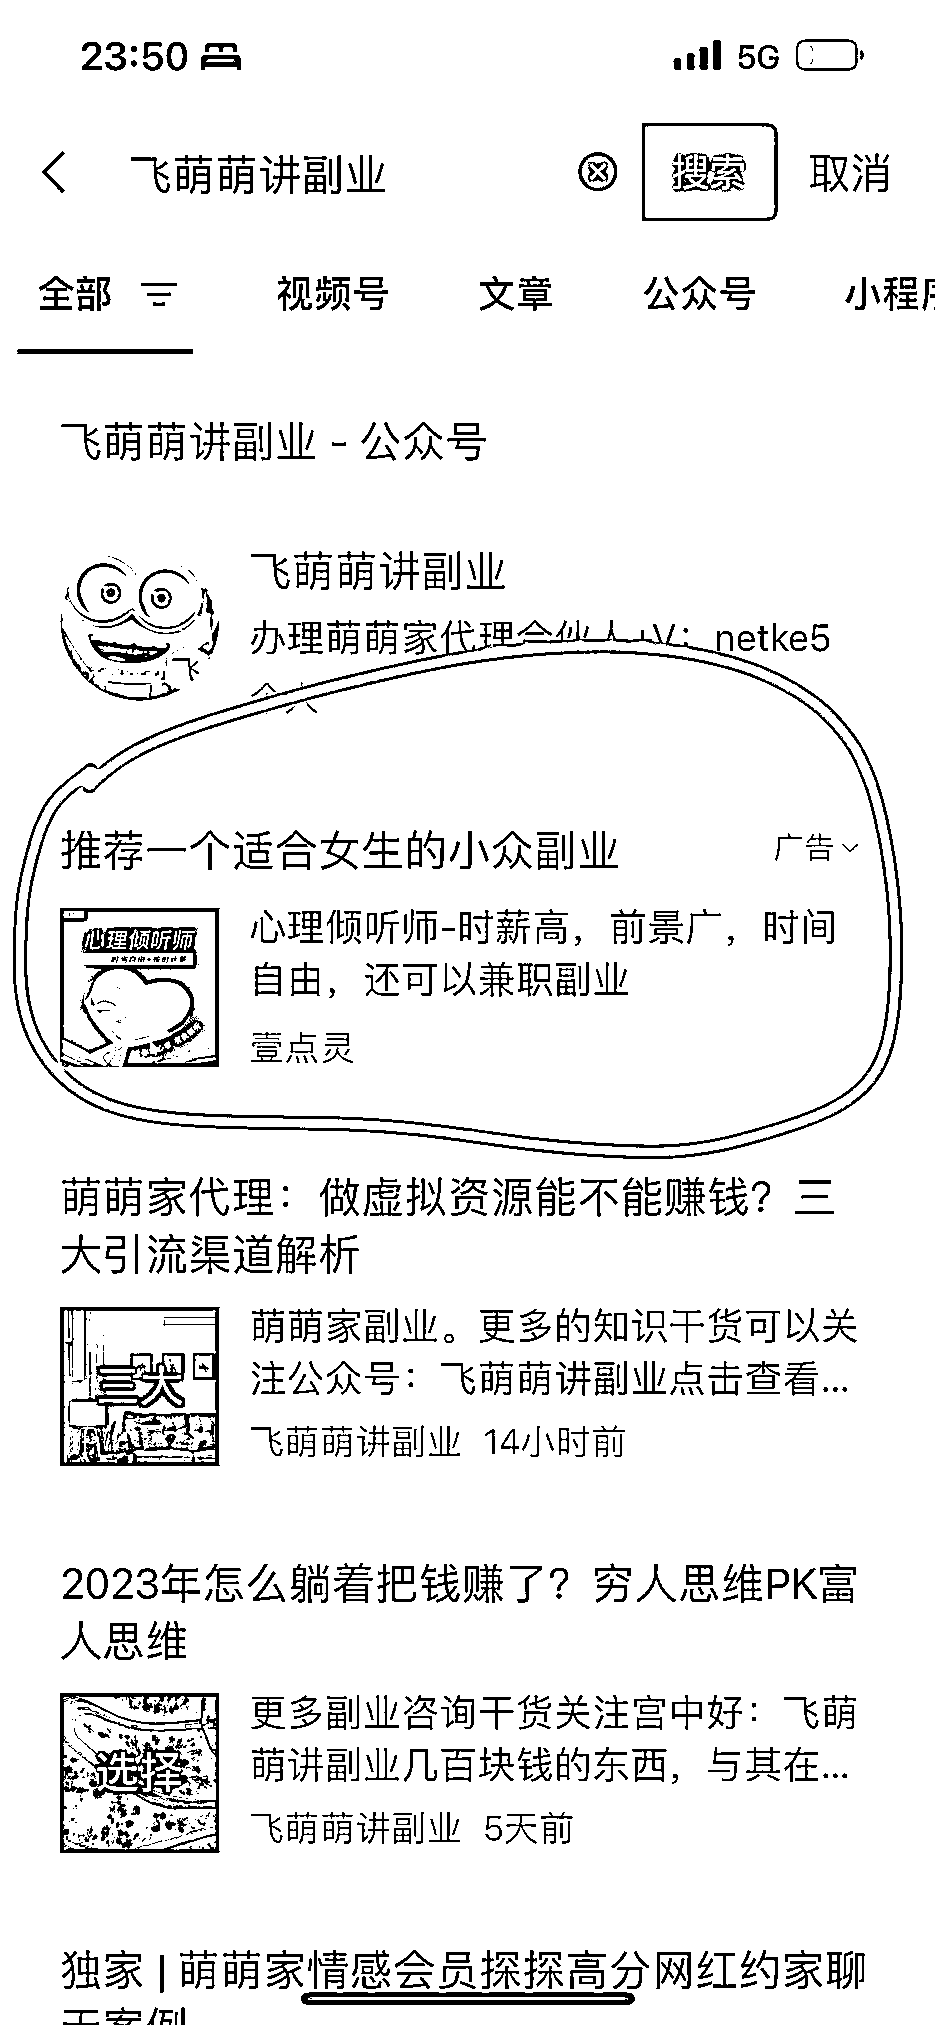 23:50 5G
飞萌萌讲副业 搜索 取消
全部 视频号 文章 公众号 小程序
飞萌萌讲副业 - 公众号
飞萌萌讲副业
办理萌萌家代理合伙人+V：netke5
推荐一个适合女生的小众副业 广告
心理倾听师
心理倾听师-时薪高，前景广，时间
自由，还可以兼职副业
壹点灵
萌萌家代理：做虚拟资源能不能赚钱？三
大引流渠道解析
三大
萌萌家副业。更多的知识干货可以关
注公众号：飞萌萌讲副业点击查看...
飞萌萌讲副业 14小时前
2023年怎么躺着把钱赚了？穷人思维PK富
人思维
选择
更多副业咨询干货关注宫中好：飞萌
萌讲副业几百块钱的东西，与其在...
飞萌萌讲副业 5天前
独家 | 萌萌家情感会员探探高分网红约家聊
天案例